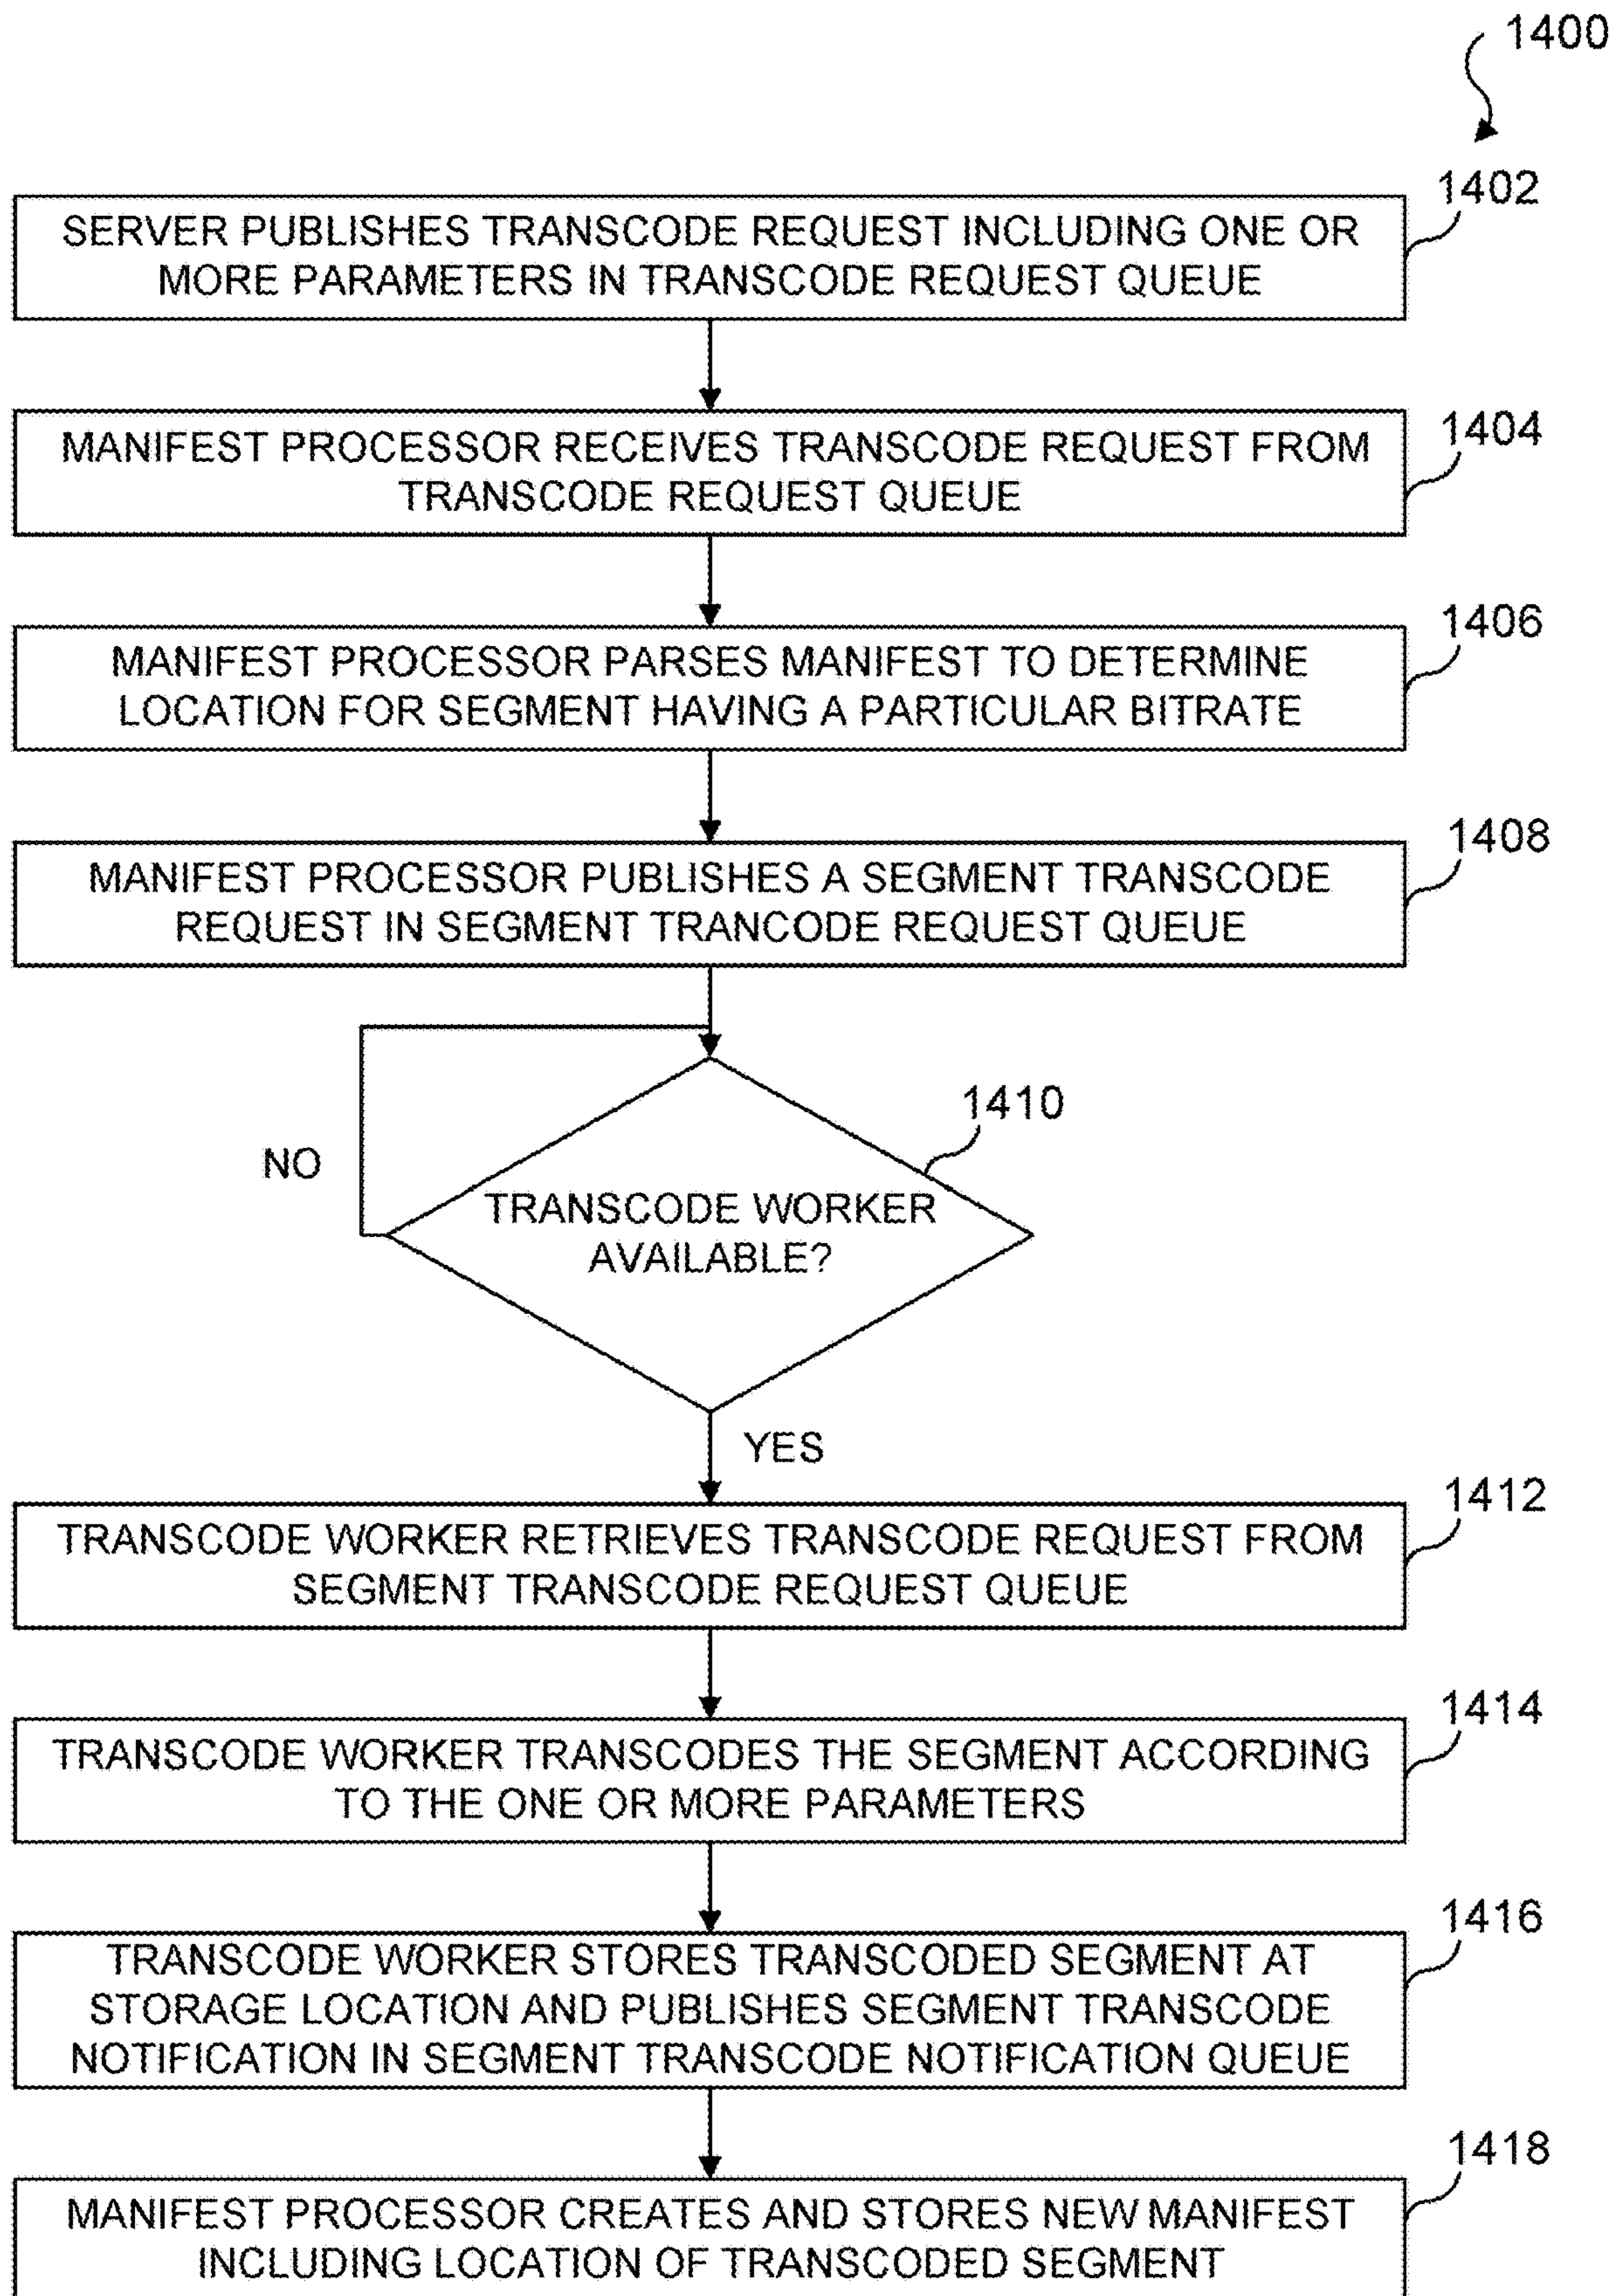 1400
1402
SERVER PUBLISHES TRANSCODE REQUEST INCLUDING ONE OR
MORE PARAMETERS IN TRANSCODE REQUEST QUEUE
1404
MANIFEST PROCESSOR RECEIVES TRANSCODE REQUEST FROM
TRANSCODE REQUEST QUEUE
1406
MANIFEST PROCESSOR PARSES MANIFEST TO DETERMINE
LOCATION FOR SEGMENT HAVING A PARTICULAR BITRATE
1408
MANIFEST PROCESSOR PUBLISHES A SEGMENT TRANSCODE
REQUEST IN SEGMENT TRANCODE REQUEST QUEUE
1410
NO
TRANSCODE WORKER
AVAILABLE?
YES
1412
TRANSCODE WORKER RETRIEVES TRANSCODE REQUEST FROM
SEGMENT TRANSCODE REQUEST QUEUE
1414
TRANSCODE WORKER TRANSCODES THE SEGMENT ACCORDING
TO THE ONE OR MORE PARAMETERS
1416
TRANSCODE WORKER STORES TRANSCODED SEGMENT AT
STORAGE LOCATION AND PUBLISHES SEGMENT TRANSCODE
NOTIFICATION IN SEGMENT TRANSCODE NOTIFICATION QUEUE
1418
MANIFEST PROCESSOR CREATES AND STORES NEW MANIFEST
INCLUDING LOCATION OF TRANSCODED SEGMENT